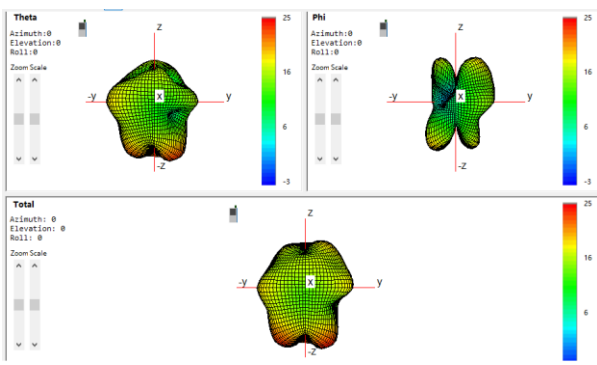 Theta
Azimuth:0
Elevation:0
Roll:0
Zoom Scale
z
-y
x
y
-z
25
16
6
-3
Phi
Azimuth:0
Elevation:0
Roll:0
Zoom Scale
z
-y
x
y
-z
25
16
6
-3
Total
Azimuth: 0
Elevation: 0
Roll: 0
Zoom Scale
z
-y
x
y
-z
25
16
6